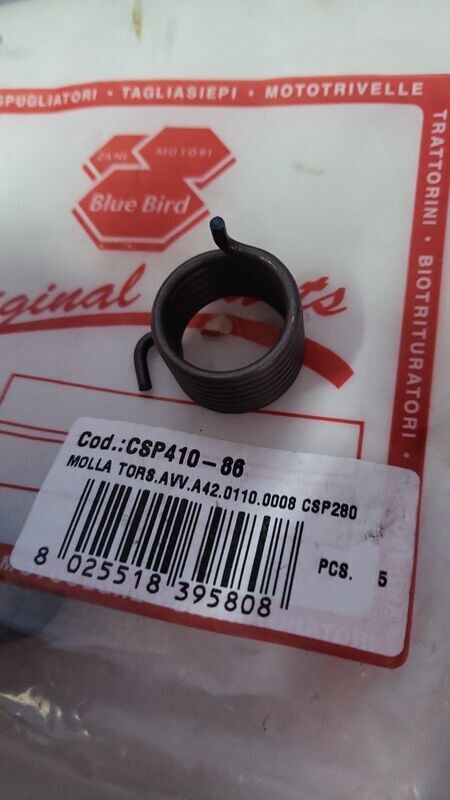 SPUGLIATORI • TAGLIASIEPI • MOTOTRIVELLE
TRATTORINI • BIOTRITURATORI •
ZANI MOTORI
Blue Bird
Cod.:CSP410-86
MOLLA TORS.AVV.A42.0110.0008 CSP280
PCS. 5
8 025518 395808